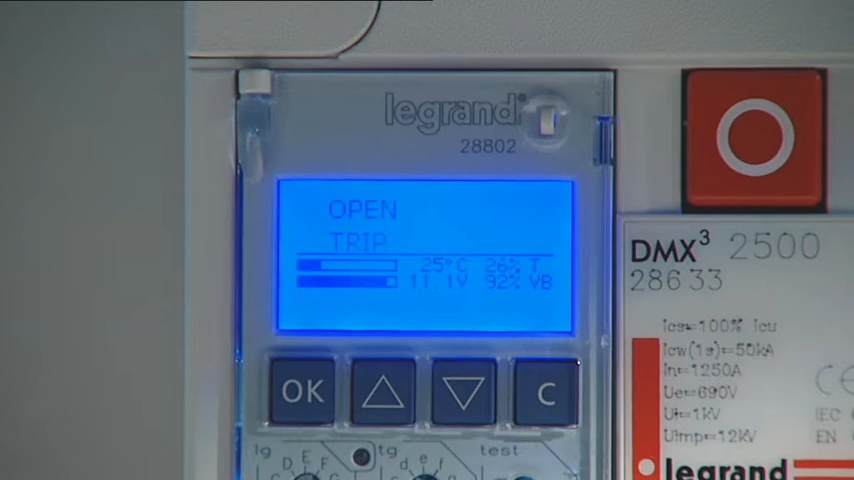 legrand®
28802
OPEN
TRIP
25°C 26% T
11.1V 92% VB
OK
C
Ig
D E F
tg
d e f
g
test
DMX³ 2500
286 33
Ics=100% Icu
Icw(1s)=50kA
In=1250A
Ue=690V
Ui=1kV
Uimp=12kV
CE
IEC
EN
legrand